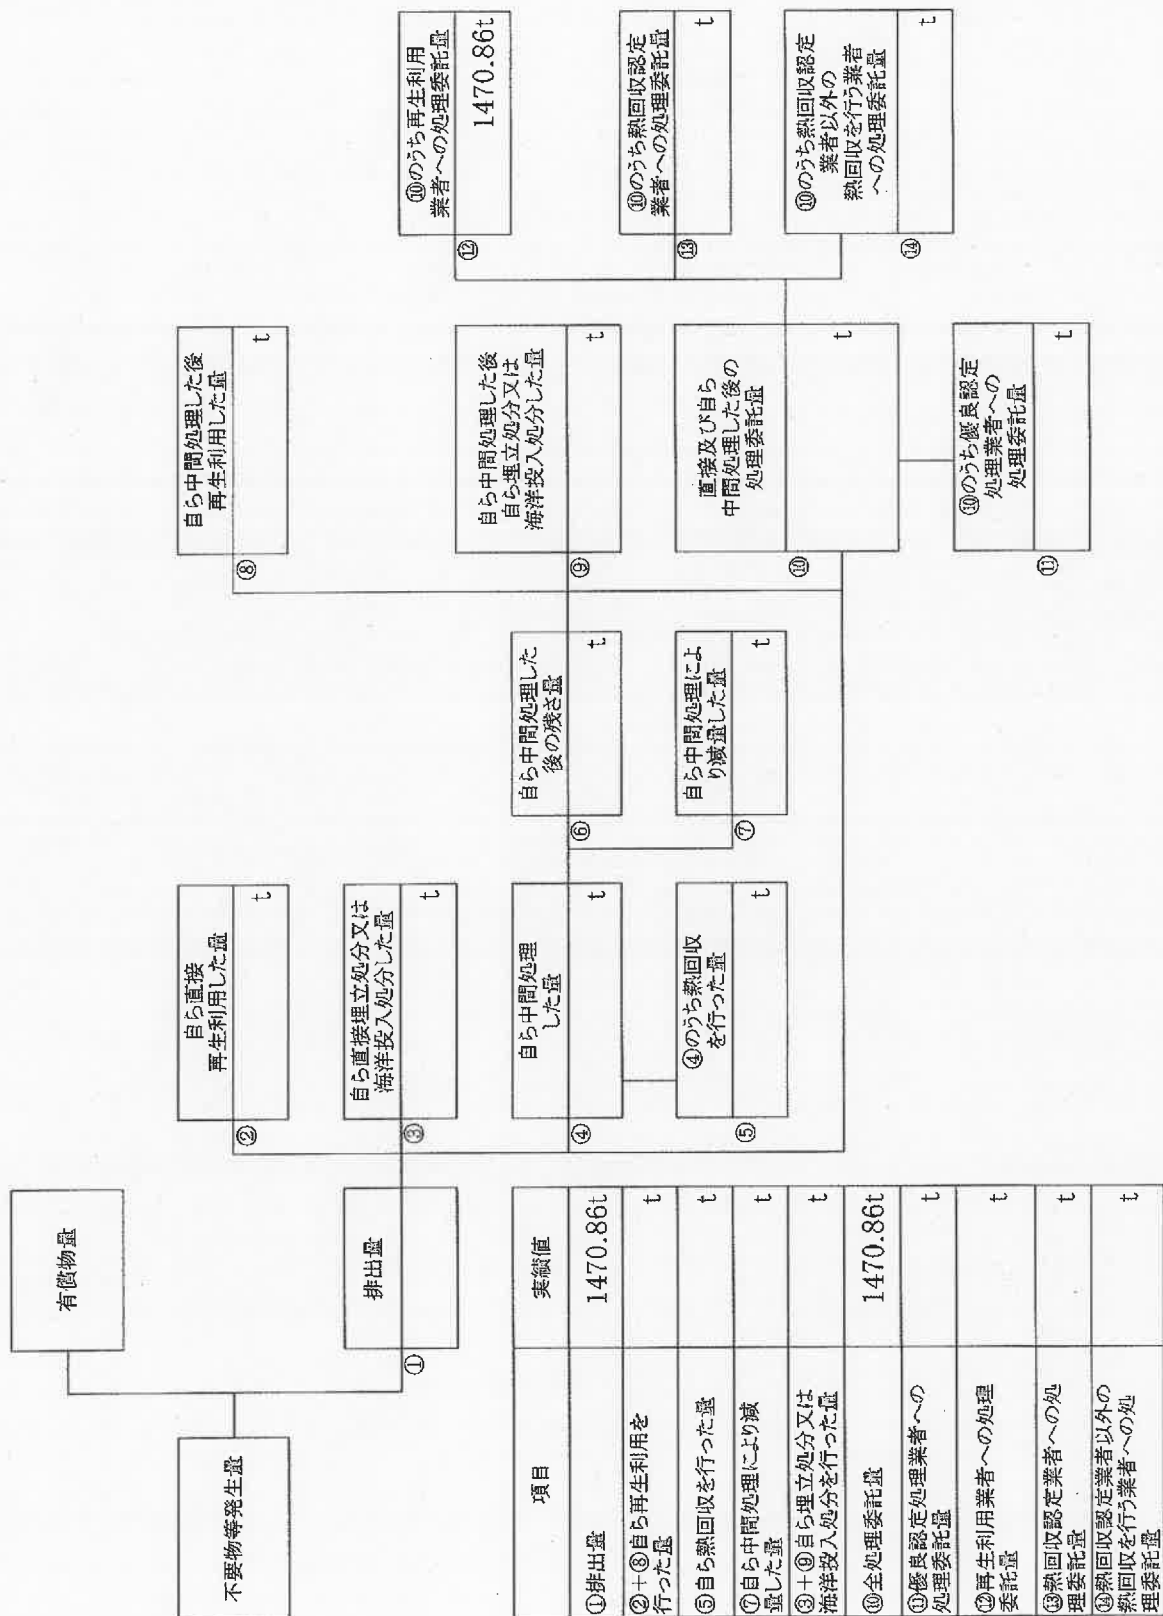 不要物等発生量
有償物量
①
排出量
②
自ら直接
再生利用した量
t
③
自ら直接埋立処分又は
海洋投入処分した量
t
④
自ら中間処理
した量
t
⑤
④のうち熱回収
を行った量
t
⑥
自ら中間処理した
後の残さ量
t
⑦
自ら中間処理によ
り減量した量
t
⑧
自ら中間処理した後
再生利用した量
t
⑨
自ら中間処理した後
自ら埋立処分又は
海洋投入処分した量
t
⑩
直接及び自ら
中間処理した後の
処理委託量
t
⑪
⑩のうち優良認定
処理業者への
処理委託量
t
⑫
⑩のうち再生利用
業者への処理委託量
1470.86t
⑬
⑩のうち熱回収認定
業者への処理委託量
t
⑭
⑩のうち熱回収認定
業者以外の
熱回収を行う業者
への処理委託量
t
項目 実績値
①排出量 1470.86t
②+⑧自ら再生利用を
行った量 t
⑤自ら熱回収を行った量 t
⑦自ら中間処理により減
量した量 t
③+⑨自ら埋立処分又は
海洋投入処分を行った量 t
⑩全処理委託量 1470.86t
⑪優良認定処理業者への
処理委託量 t
⑫再生利用業者への処理
委託量 t
⑬熱回収認定業者への処
理委託量 t
⑭熱回収認定業者以外の
熱回収を行う業者への処
理委託量 t